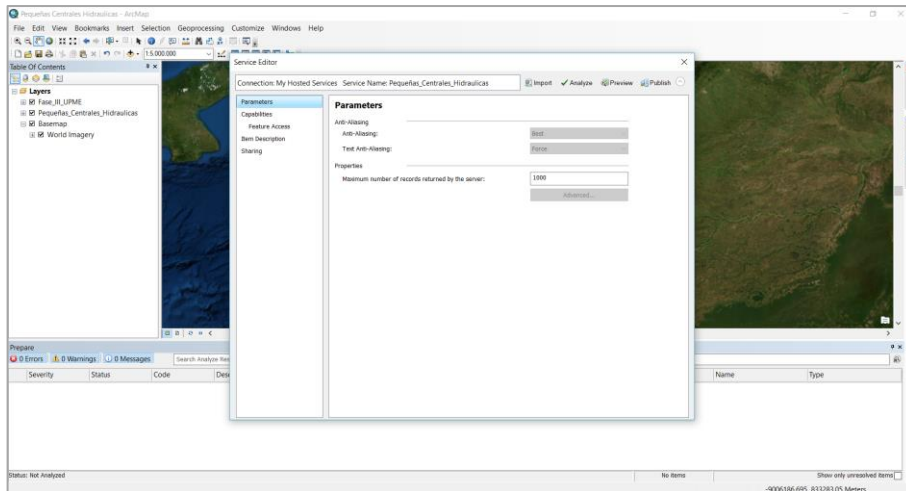 Pequeñas Centrales Hidraulicas - ArcMap
File Edit View Bookmarks Insert Selection Geoprocessing Customize Windows Help
1:5.000.000
Table Of Contents
Layers
Fase_III_UPME
Pequeñas_Centrales_Hidraulicas
Basemap
World Imagery
Service Editor
Connection: My Hosted Services Service Name: Pequeñas_Centrales_Hidraulicas
Import Analyze Preview Publish
Parameters
Capabilities
Feature Access
Item Description
Sharing
Parameters
Anti-Aliasing
Anti-Aliasing: Best
Text Anti-Aliasing: Force
Properties
Maximum number of records returned by the server: 1000
Advanced...
Prepare
0 Errors 0 Warnings 0 Messages Search Analyze
Severity Status Code Name Type
Status: Not Analyzed No items Show only unresolved items
-9006186,695 833283,05 Meters